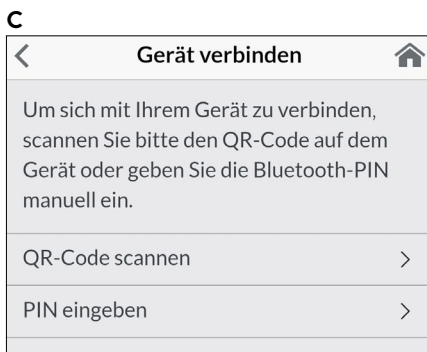 C
Gerät verbinden
Um sich mit Ihrem Gerät zu verbinden,
scannen Sie bitte den QR-Code auf dem
Gerät oder geben Sie die Bluetooth-PIN
manuell ein.
QR-Code scannen
PIN eingeben